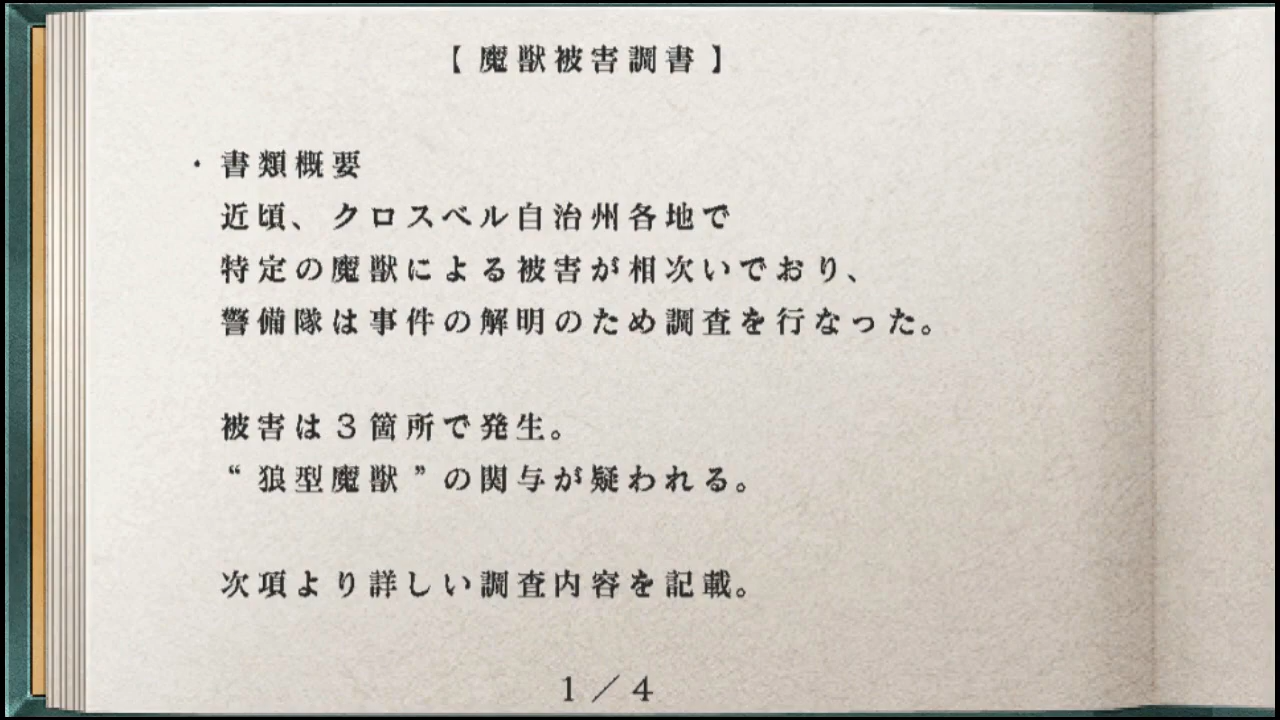 【魔獣被害調書】
・書類概要
近頃、クロスベル自治州各地で
特定の魔獣による被害が相次いでおり、
警備隊は事件の解明のため調査を行なった。
被害は３箇所で発生。
“狼型魔獣”の関与が疑われる。
次項より詳しい調査内容を記載。
１／４